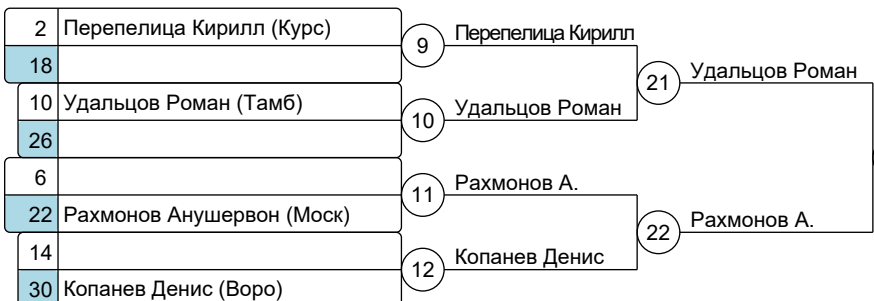 2 Перепелица Кирилл (Курс)
18
9 Перепелица Кирилл
10 Удальцов Роман (Тамб)
26
10 Удальцов Роман
21 Удальцов Роман
6
22 Рахмонов Анушервон (Моск)
11 Рахмонов А.
14
30 Копанев Денис (Воро)
12 Копанев Денис
22 Рахмонов А.